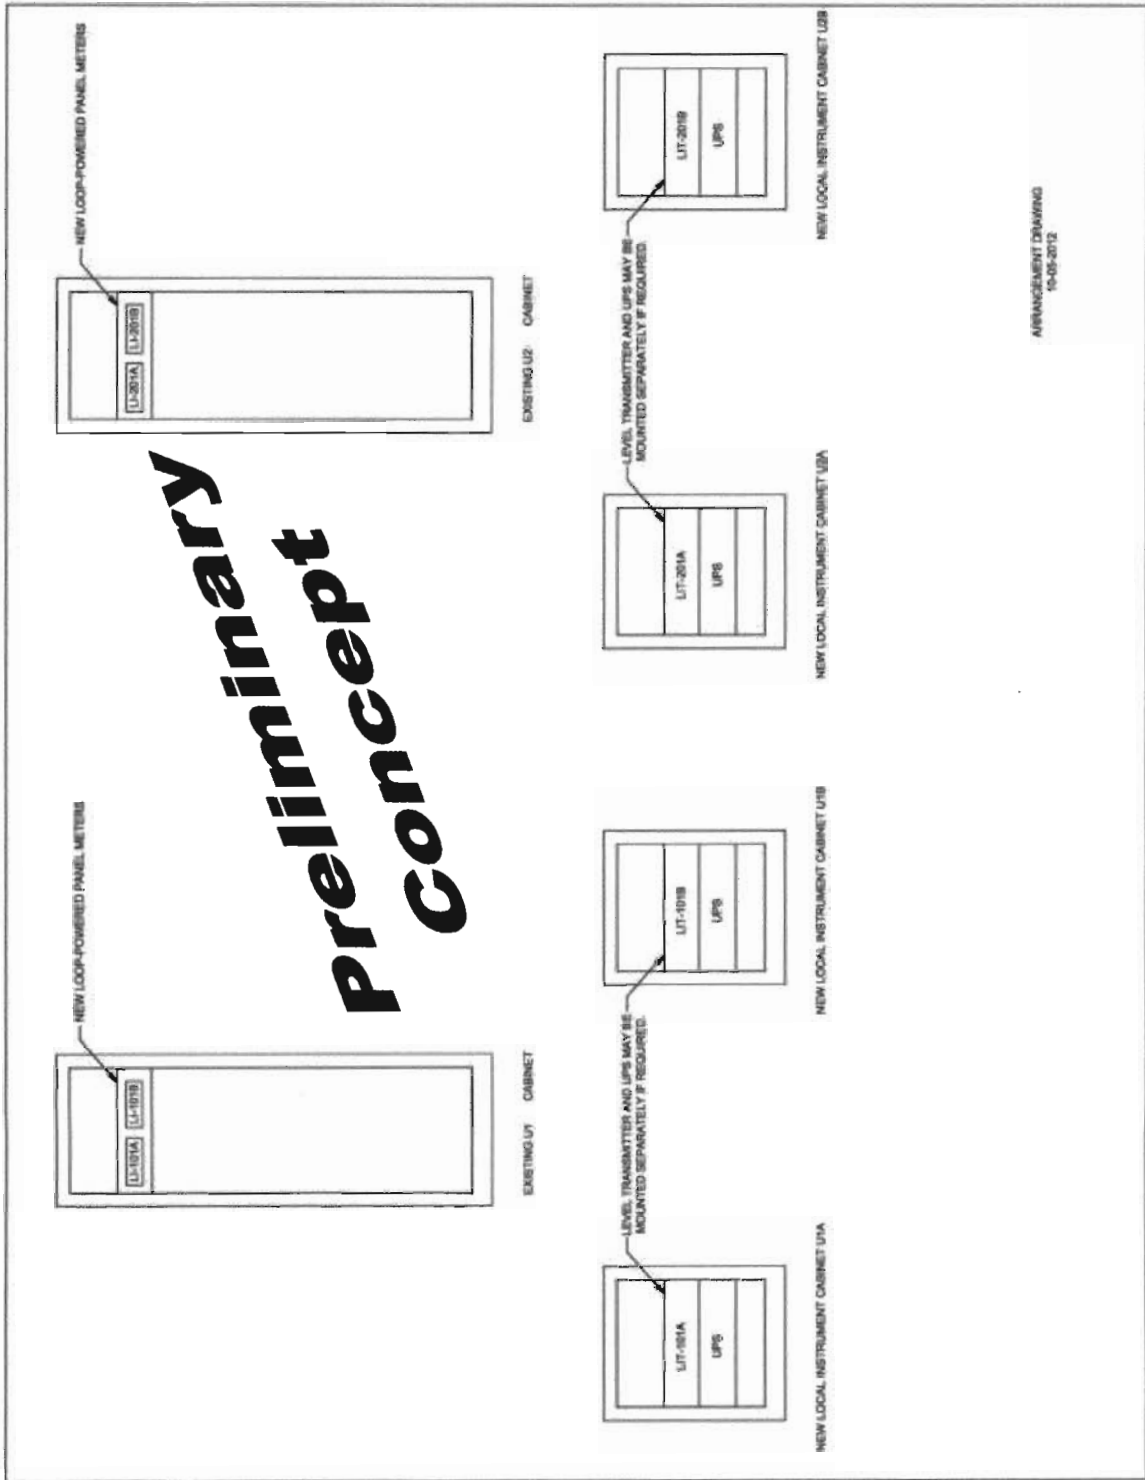 NEW LOOP-POWERED PANEL METERS
LI-101A
LI-101B
EXISTING U1 CABINET
NEW LOOP-POWERED PANEL METERS
LI-201A
LI-201B
EXISTING U2 CABINET
Preliminary
Concept
LIT-101A
UPS
NEW LOCAL INSTRUMENT CABINET U1A
LEVEL TRANSMITTER AND UPS MAY BE
MOUNTED SEPARATELY IF REQUIRED.
LIT-101B
UPS
NEW LOCAL INSTRUMENT CABINET U1B
LIT-201A
UPS
NEW LOCAL INSTRUMENT CABINET U2A
LEVEL TRANSMITTER AND UPS MAY BE
MOUNTED SEPARATELY IF REQUIRED.
LIT-201B
UPS
NEW LOCAL INSTRUMENT CABINET U2B
ARRANGEMENT DRAWING
10-05-2012